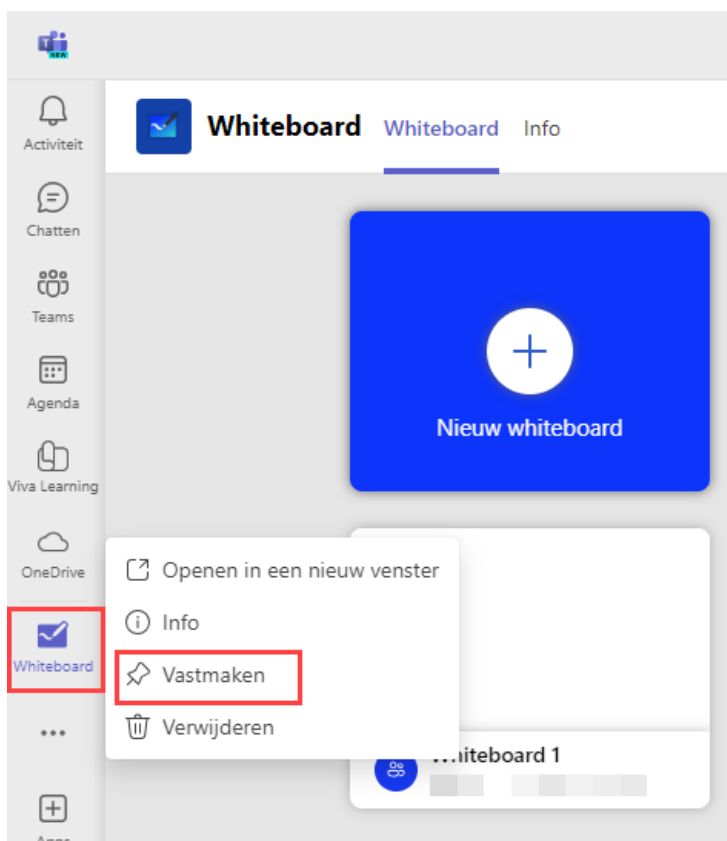 NEW
Activiteit
Chatten
Teams
Agenda
Viva Learning
OneDrive
Whiteboard
Whiteboard Whiteboard Info
Nieuw whiteboard
Openen in een nieuw venster
Info
Vastmaken
Verwijderen
Whiteboard 1